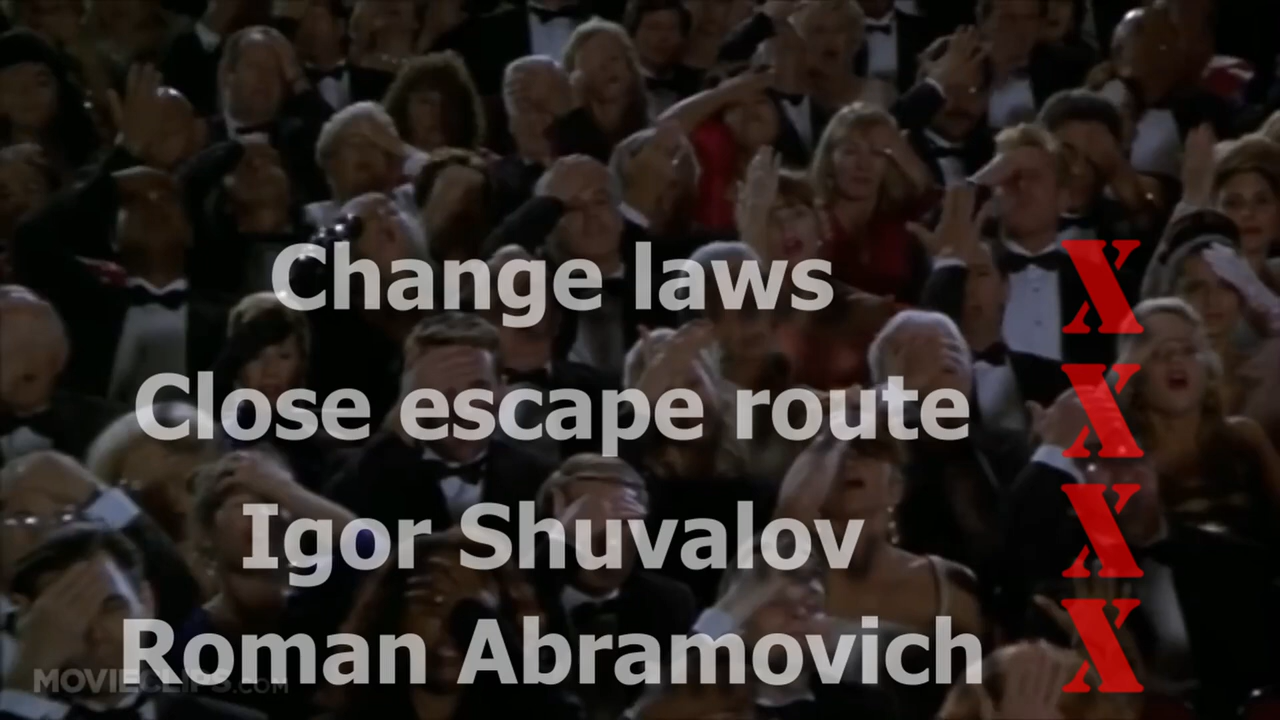 Change laws X
Close escape route X
Igor Shuvalov X
Roman Abramovich X
MOVIECLIPS.COM